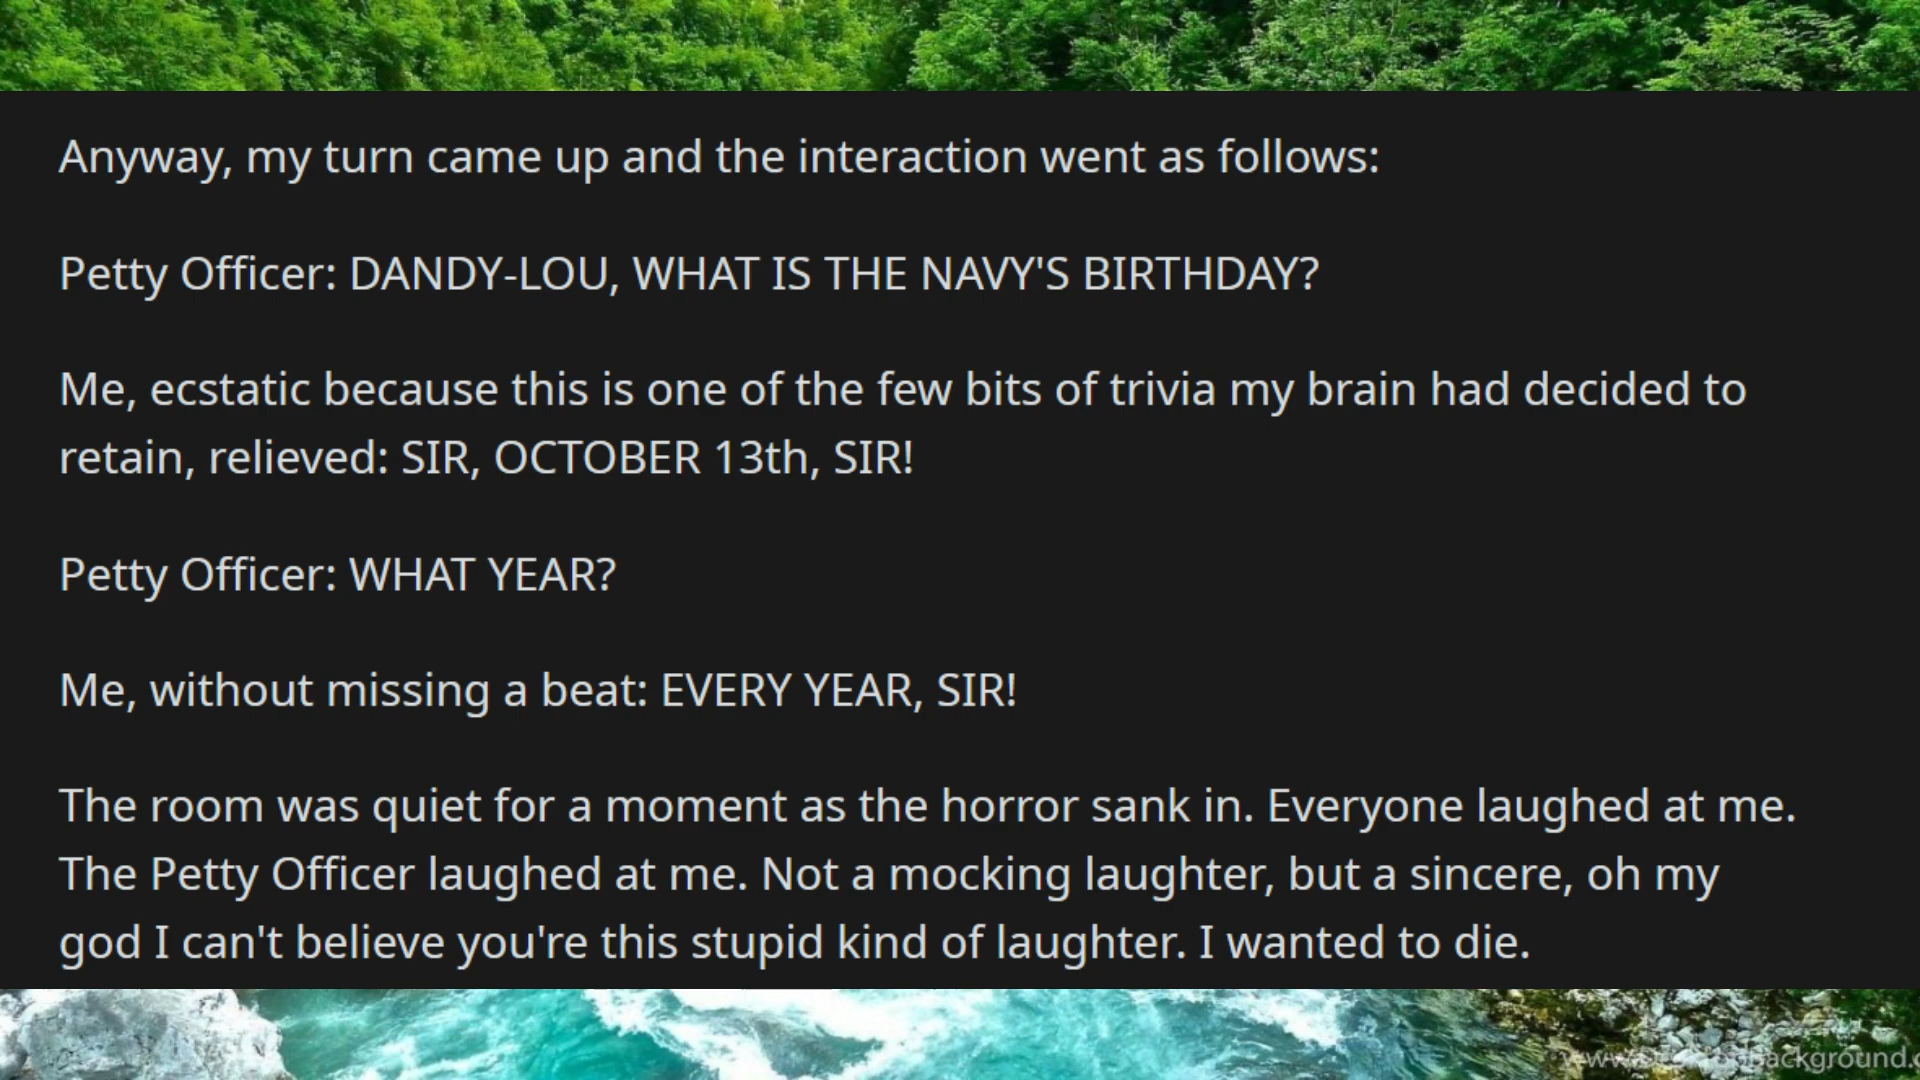 Anyway, my turn came up and the interaction went as follows:
Petty Officer: DANDY-LOU, WHAT IS THE NAVY'S BIRTHDAY?
Me, ecstatic because this is one of the few bits of trivia my brain had decided to
retain, relieved: SIR, OCTOBER 13th, SIR!
Petty Officer: WHAT YEAR?
Me, without missing a beat: EVERY YEAR, SIR!
The room was quiet for a moment as the horror sank in. Everyone laughed at me.
The Petty Officer laughed at me. Not a mocking laughter, but a sincere, oh my
god I can't believe you're this stupid kind of laughter. I wanted to die.